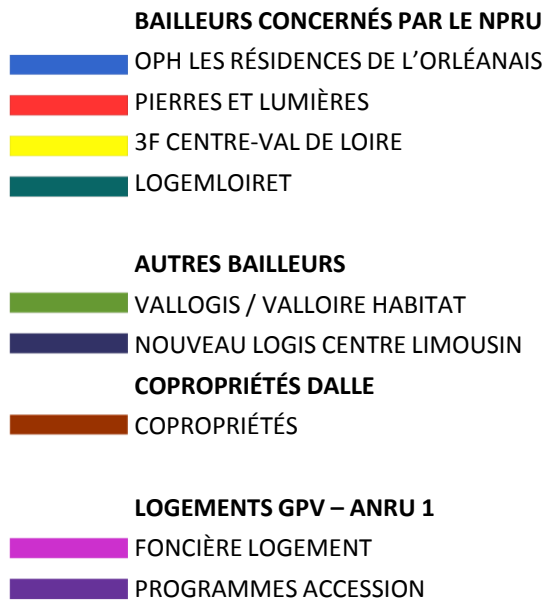 BAILLEURS CONCERNÉS PAR LE NPRU
OPH LES RÉSIDENCES DE L’ORLÉANAIS
PIERRES ET LUMIÈRES
3F CENTRE-VAL DE LOIRE
LOGEMLOIRET
AUTRES BAILLEURS
VALLOGIS / VALLOIRE HABITAT
NOUVEAU LOGIS CENTRE LIMOUSIN
COPROPRIÉTÉS DALLE
COPROPRIÉTÉS
LOGEMENTS GPV – ANRU 1
FONCIÈRE LOGEMENT
PROGRAMMES ACCESSION